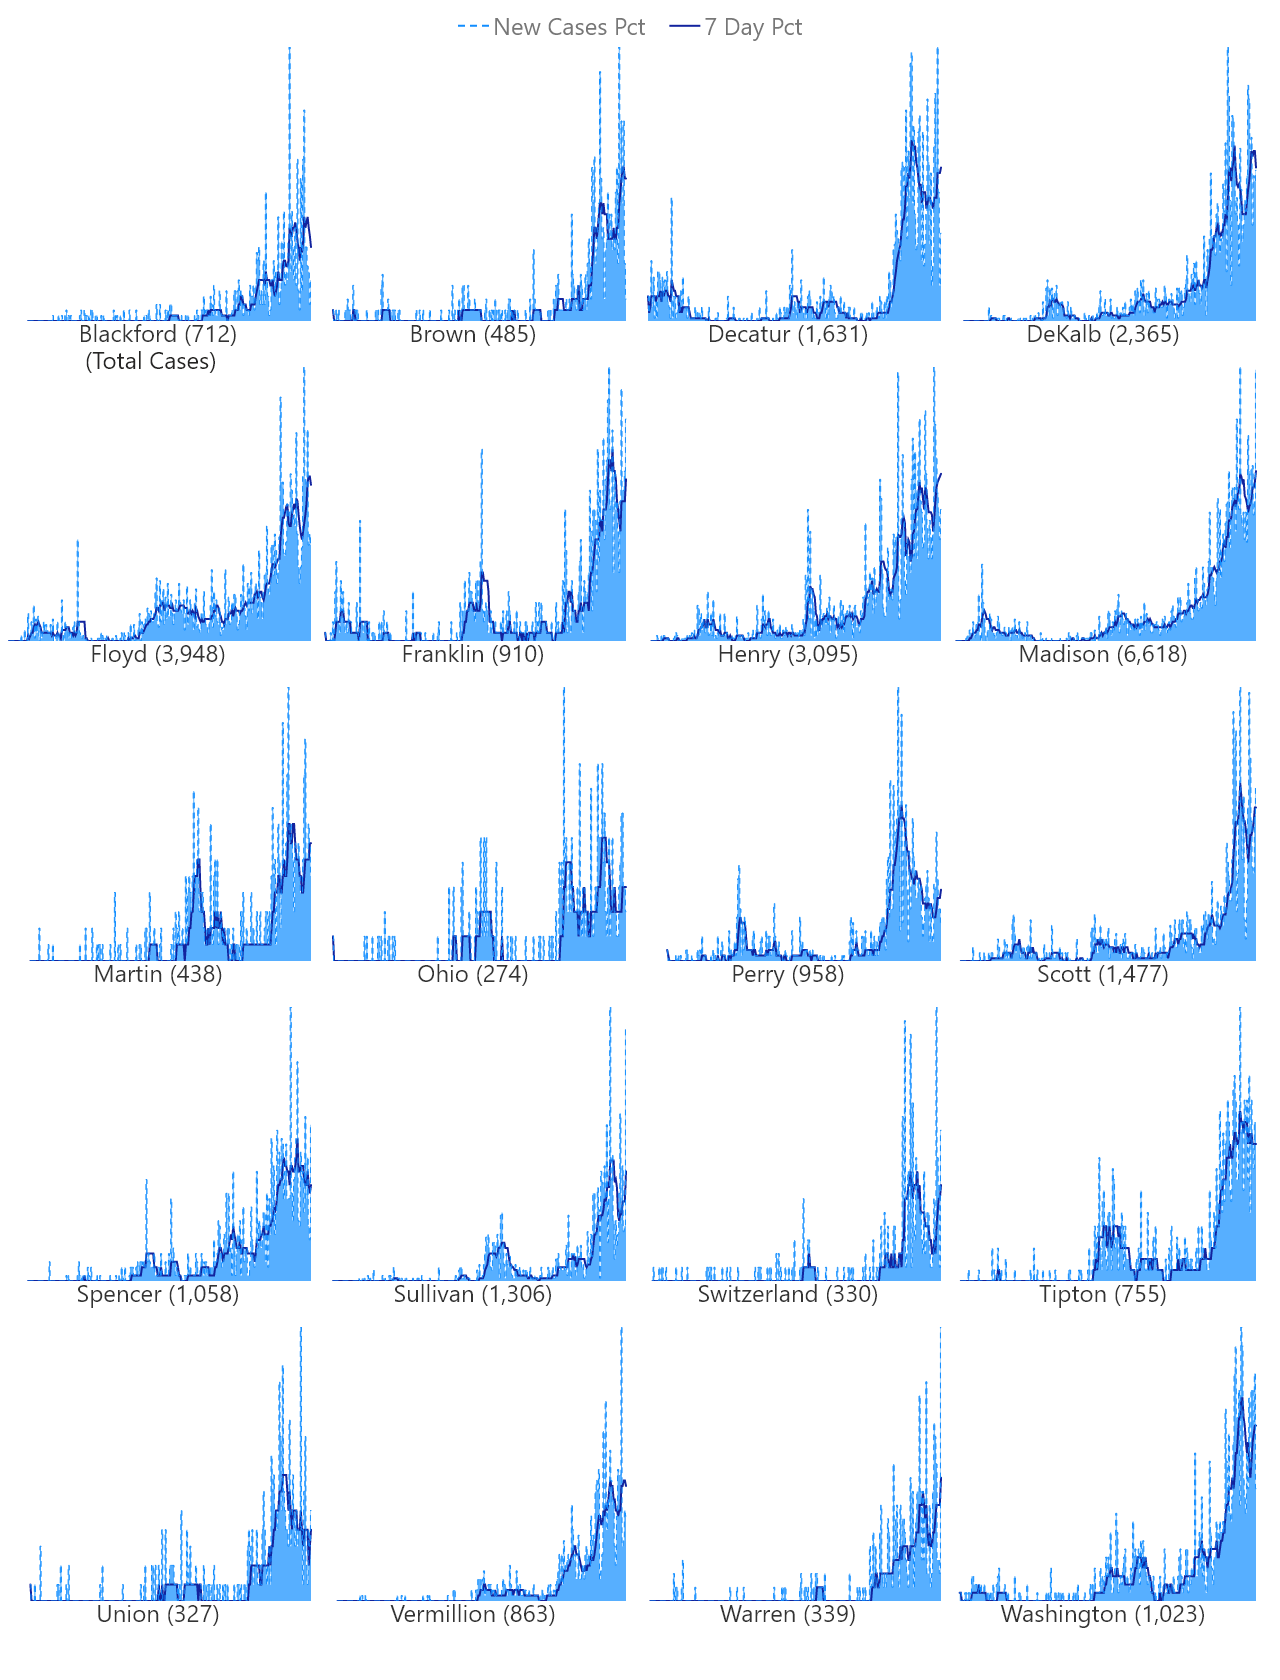 New Cases Pct 7 Day Pct
Blackford (712) Brown (485) Decatur (1,631) DeKalb (2,365)
(Total Cases)
Floyd (3,948) Franklin (910) Henry (3,095) Madison (6,618)
Martin (438) Ohio (274) Perry (958) Scott (1,477)
Spencer (1,058) Sullivan (1,306) Switzerland (330) Tipton (755)
Union (327) Vermillion (863) Warren (339) Washington (1,023)